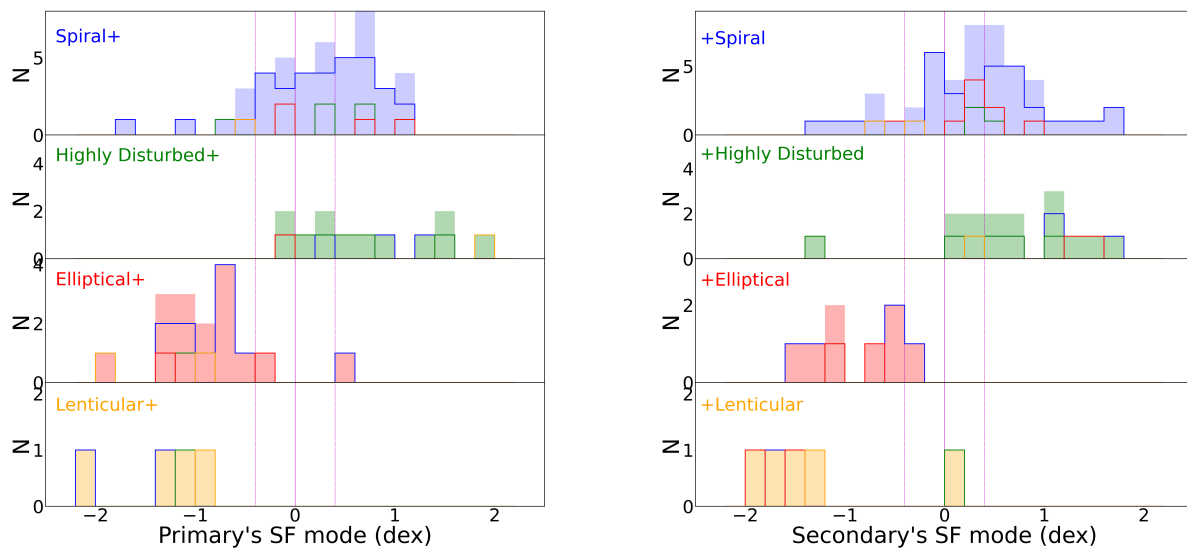 Spiral+
N
5
0
Highly Disturbed+
N
4
2
0
Elliptical+
N
4
2
0
Lenticular+
N
2
1
0
−2 −1 0 1 2
Primary's SF mode (dex)
+Spiral
N
5
0
+Highly Disturbed
N
4
2
0
+Elliptical
N
2
0
+Lenticular
N
2
1
0
−2 −1 0 1 2
Secondary's SF mode (dex)